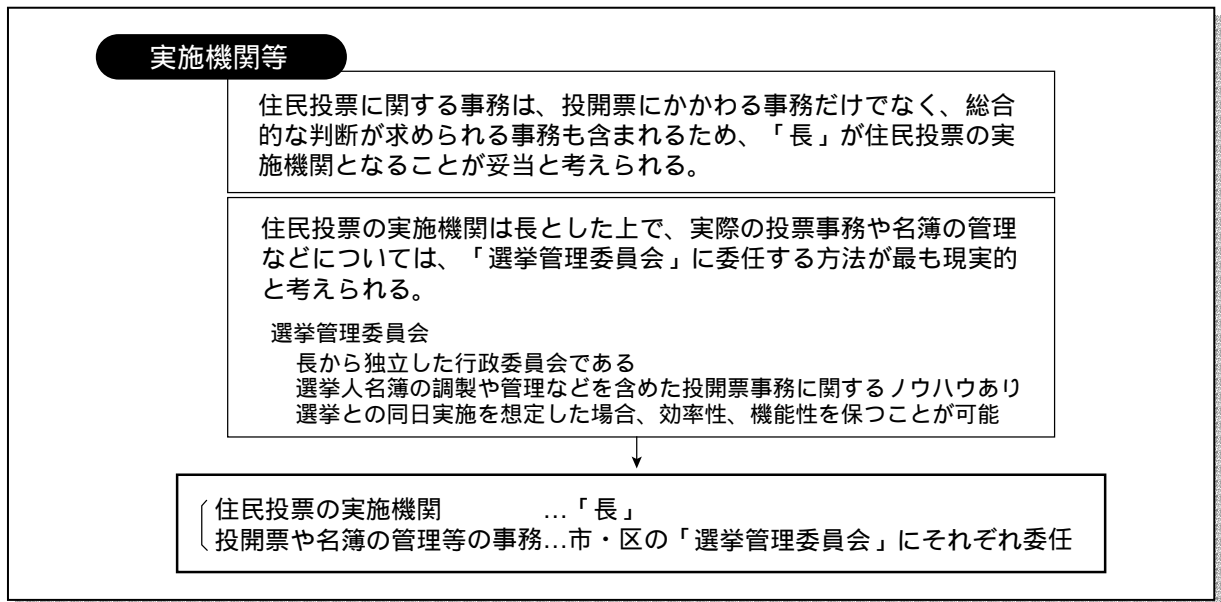 実施機関等
住民投票に関する事務は、投開票にかかわる事務だけでなく、総合
的な判断が求められる事務も含まれるため、「長」が住民投票の実
施機関となることが妥当と考えられる。
住民投票の実施機関は長とした上で、実際の投票事務や名簿の管理
などについては、「選挙管理委員会」に委任する方法が最も現実的
と考えられる。
選挙管理委員会
長から独立した行政委員会である
選挙人名簿の調製や管理などを含めた投開票事務に関するノウハウあり
選挙との同日実施を想定した場合、効率性、機能性を保つことが可能
住民投票の実施機関 …「長」
投開票や名簿の管理等の事務…市・区の「選挙管理委員会」にそれぞれ委任